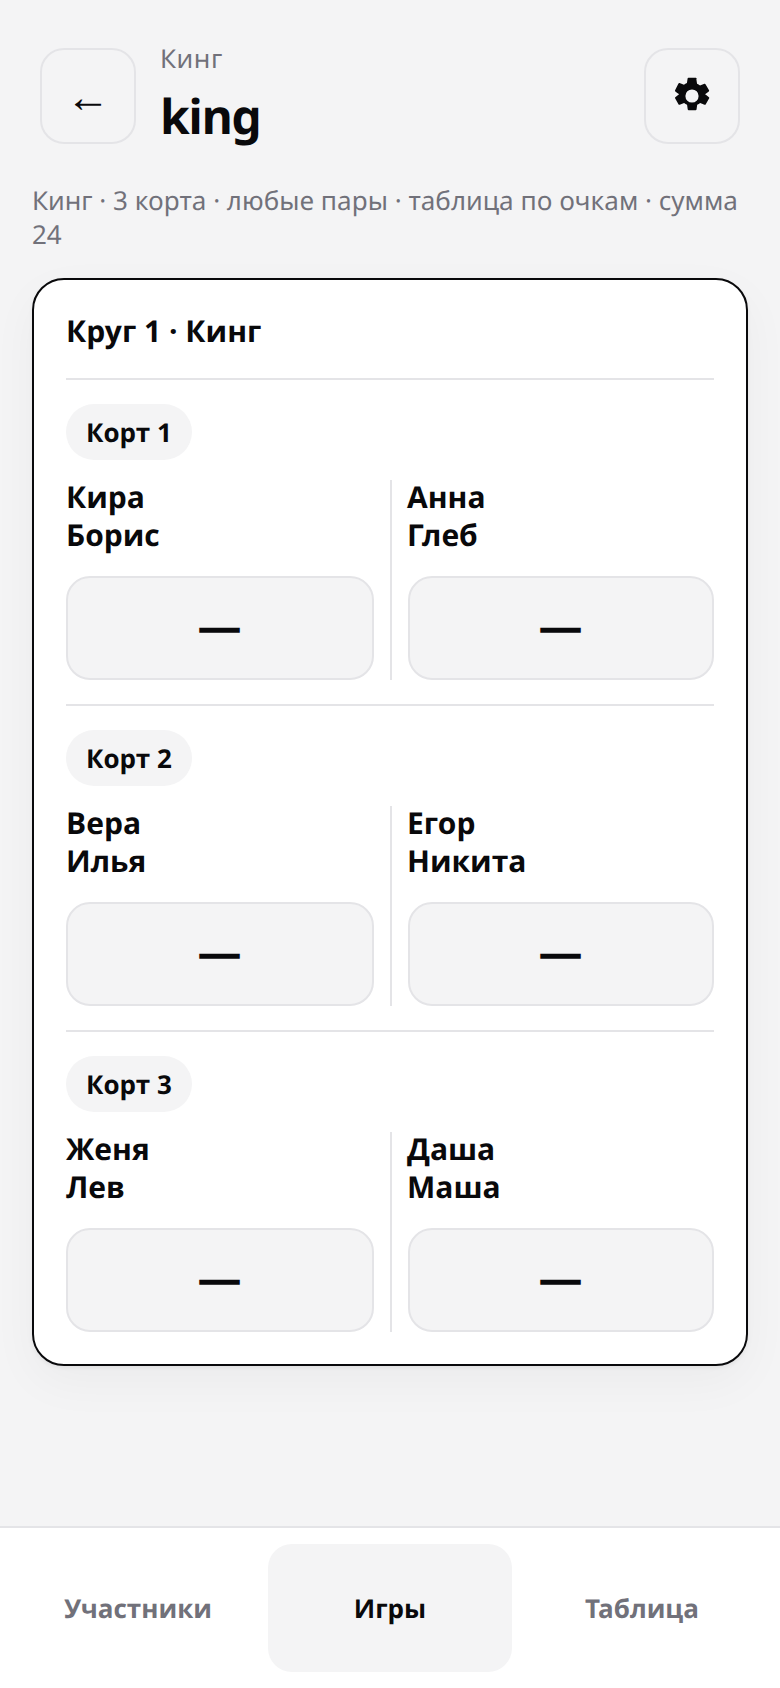 ←
Кинг
king
Кинг · 3 корта · любые пары · таблица по очкам · сумма
24
Круг 1 · Кинг
Корт 1
Кира
Борис
Анна
Глеб
—
—
Корт 2
Вера
Илья
Егор
Никита
—
—
Корт 3
Женя
Лев
Даша
Маша
—
—
Участники
Игры
Таблица